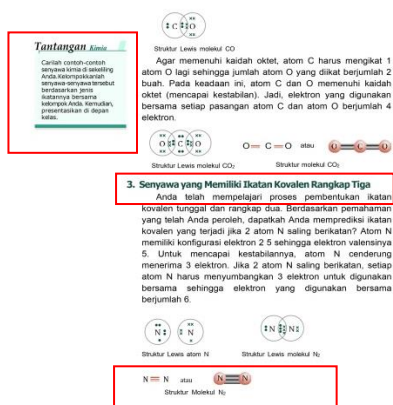 C O
Struktur Lewis molekul CO
Tantangan Kimia
Carilah contoh-contoh
senyawa kimia di sekeliling
Anda.Kelompokkanlah
senyawa-senyawa tersebut
berdasarkan jenis
ikatannya bersama
kelompok Anda. Kemudian,
presentasikan di depan
kelas.
Agar memenuhi kaidah oktet, atom C harus mengikat 1
atom O lagi sehingga jumlah atom O yang diikat berjumlah 2
buah. Pada keadaan ini, atom C dan O memenuhi kaidah
oktet (mencapai kestabilan). Jadi, elektron yang digunakan
bersama setiap pasangan atom C dan atom O berjumlah 4
elektron.
O C O O=C=O atau O=C=O
Struktur Lewis molekul CO₂ Struktur molekul CO₂
3. Senyawa yang Memiliki Ikatan Kovalen Rangkap Tiga
Anda telah mempelajari proses pembentukan ikatan
kovalen tunggal dan rangkap dua. Berdasarkan pemahaman
yang telah Anda peroleh, dapatkah Anda memprediksi ikatan
kovalen yang terjadi jika 2 atom N saling berikatan? Atom N
memiliki konfigurasi elektron 2 5 sehingga elektron valensinya
5. Untuk mencapai kestabilannya, atom N cenderung
menerima 3 elektron. Jika 2 atom N saling berikatan, setiap
atom N harus menyumbangkan 3 elektron untuk digunakan
bersama sehingga elektron yang digunakan bersama
berjumlah 6.
N N N N
Struktur Lewis atom N Struktur Lewis molekul N₂
N≡N atau N≡N
Struktur Molekul N₂